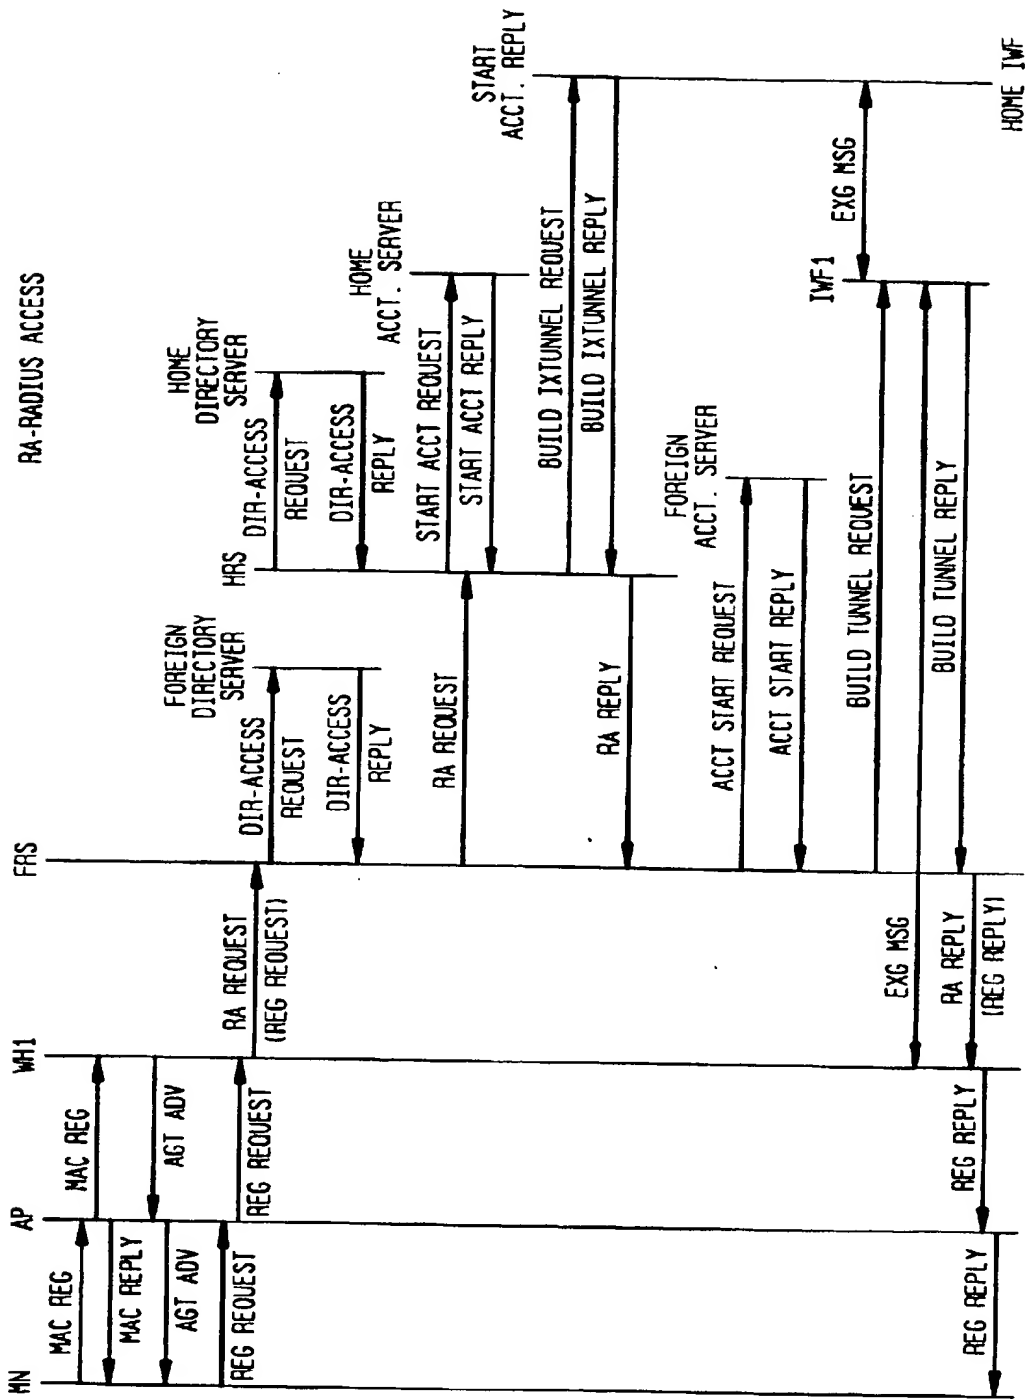 RA-RADIUS ACCESS
MN
AP
WH1
FRS
FOREIGN
DIRECTORY
SERVER
HRS
HOME
DIRECTORY
SERVER
HOME
ACCT. SERVER
START
ACCT. REPLY
MAC REG
MAC REG
MAC REPLY
AGT ADV
AGT ADV
REG REQUEST
REG REQUEST
RA REQUEST
(REG REQUEST)
DIR-ACCESS
REQUEST
DIR-ACCESS
REPLY
DIR-ACCESS
REQUEST
DIR-ACCESS
REPLY
RA REQUEST
START ACCT REQUEST
START ACCT REPLY
BUILD IXTUNNEL REQUEST
BUILD IXTUNNEL REPLY
RA REPLY
FOREIGN
ACCT. SERVER
ACCT START REQUEST
ACCT START REPLY
IWF1
EXG MSG
BUILD TUNNEL REQUEST
EXG MSG
BUILD TUNNEL REPLY
RA REPLY
(REG REPLY)
REG REPLY
REG REPLY
HOME IWF